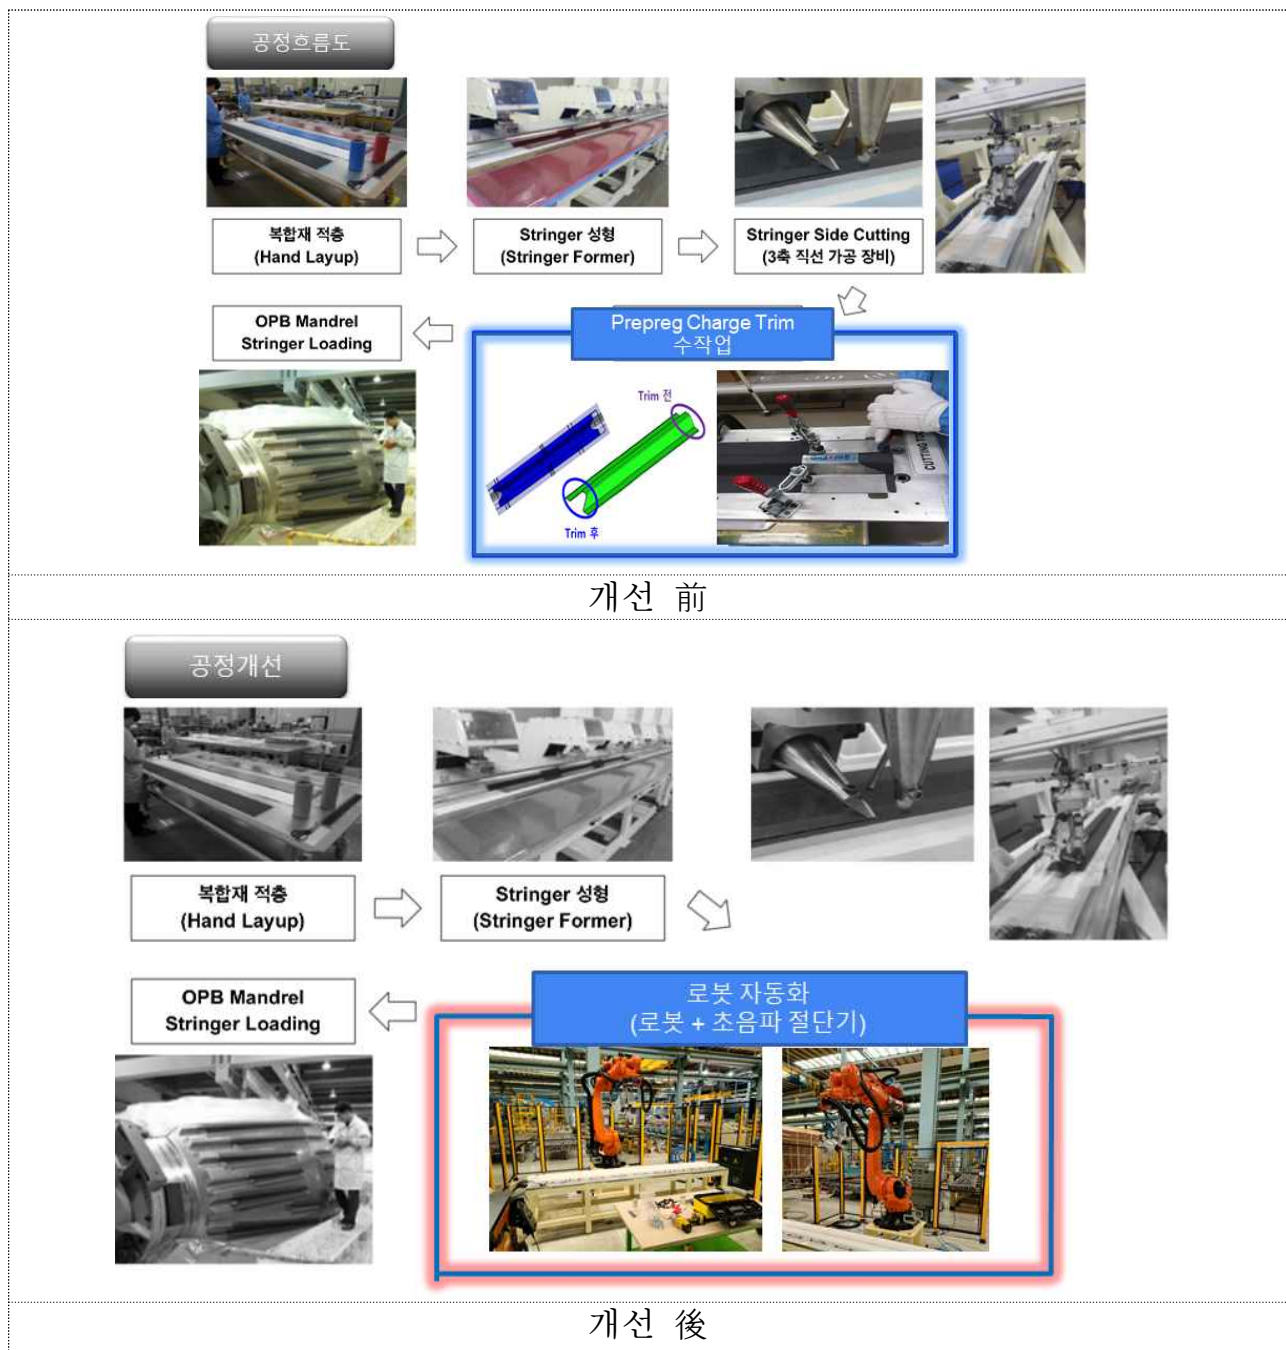 공정흐름도
복합재 적층
(Hand Layup)
Stringer 성형
(Stringer Former)
Stringer Side Cutting
(3축 직선 가공 장비)
OPB Mandrel
Stringer Loading
Prepreg Charge Trim
수작업
Trim 전
Trim 후
개선 前
공정개선
복합재 적층
(Hand Layup)
Stringer 성형
(Stringer Former)
OPB Mandrel
Stringer Loading
로봇 자동화
(로봇 + 초음파 절단기)
개선 後